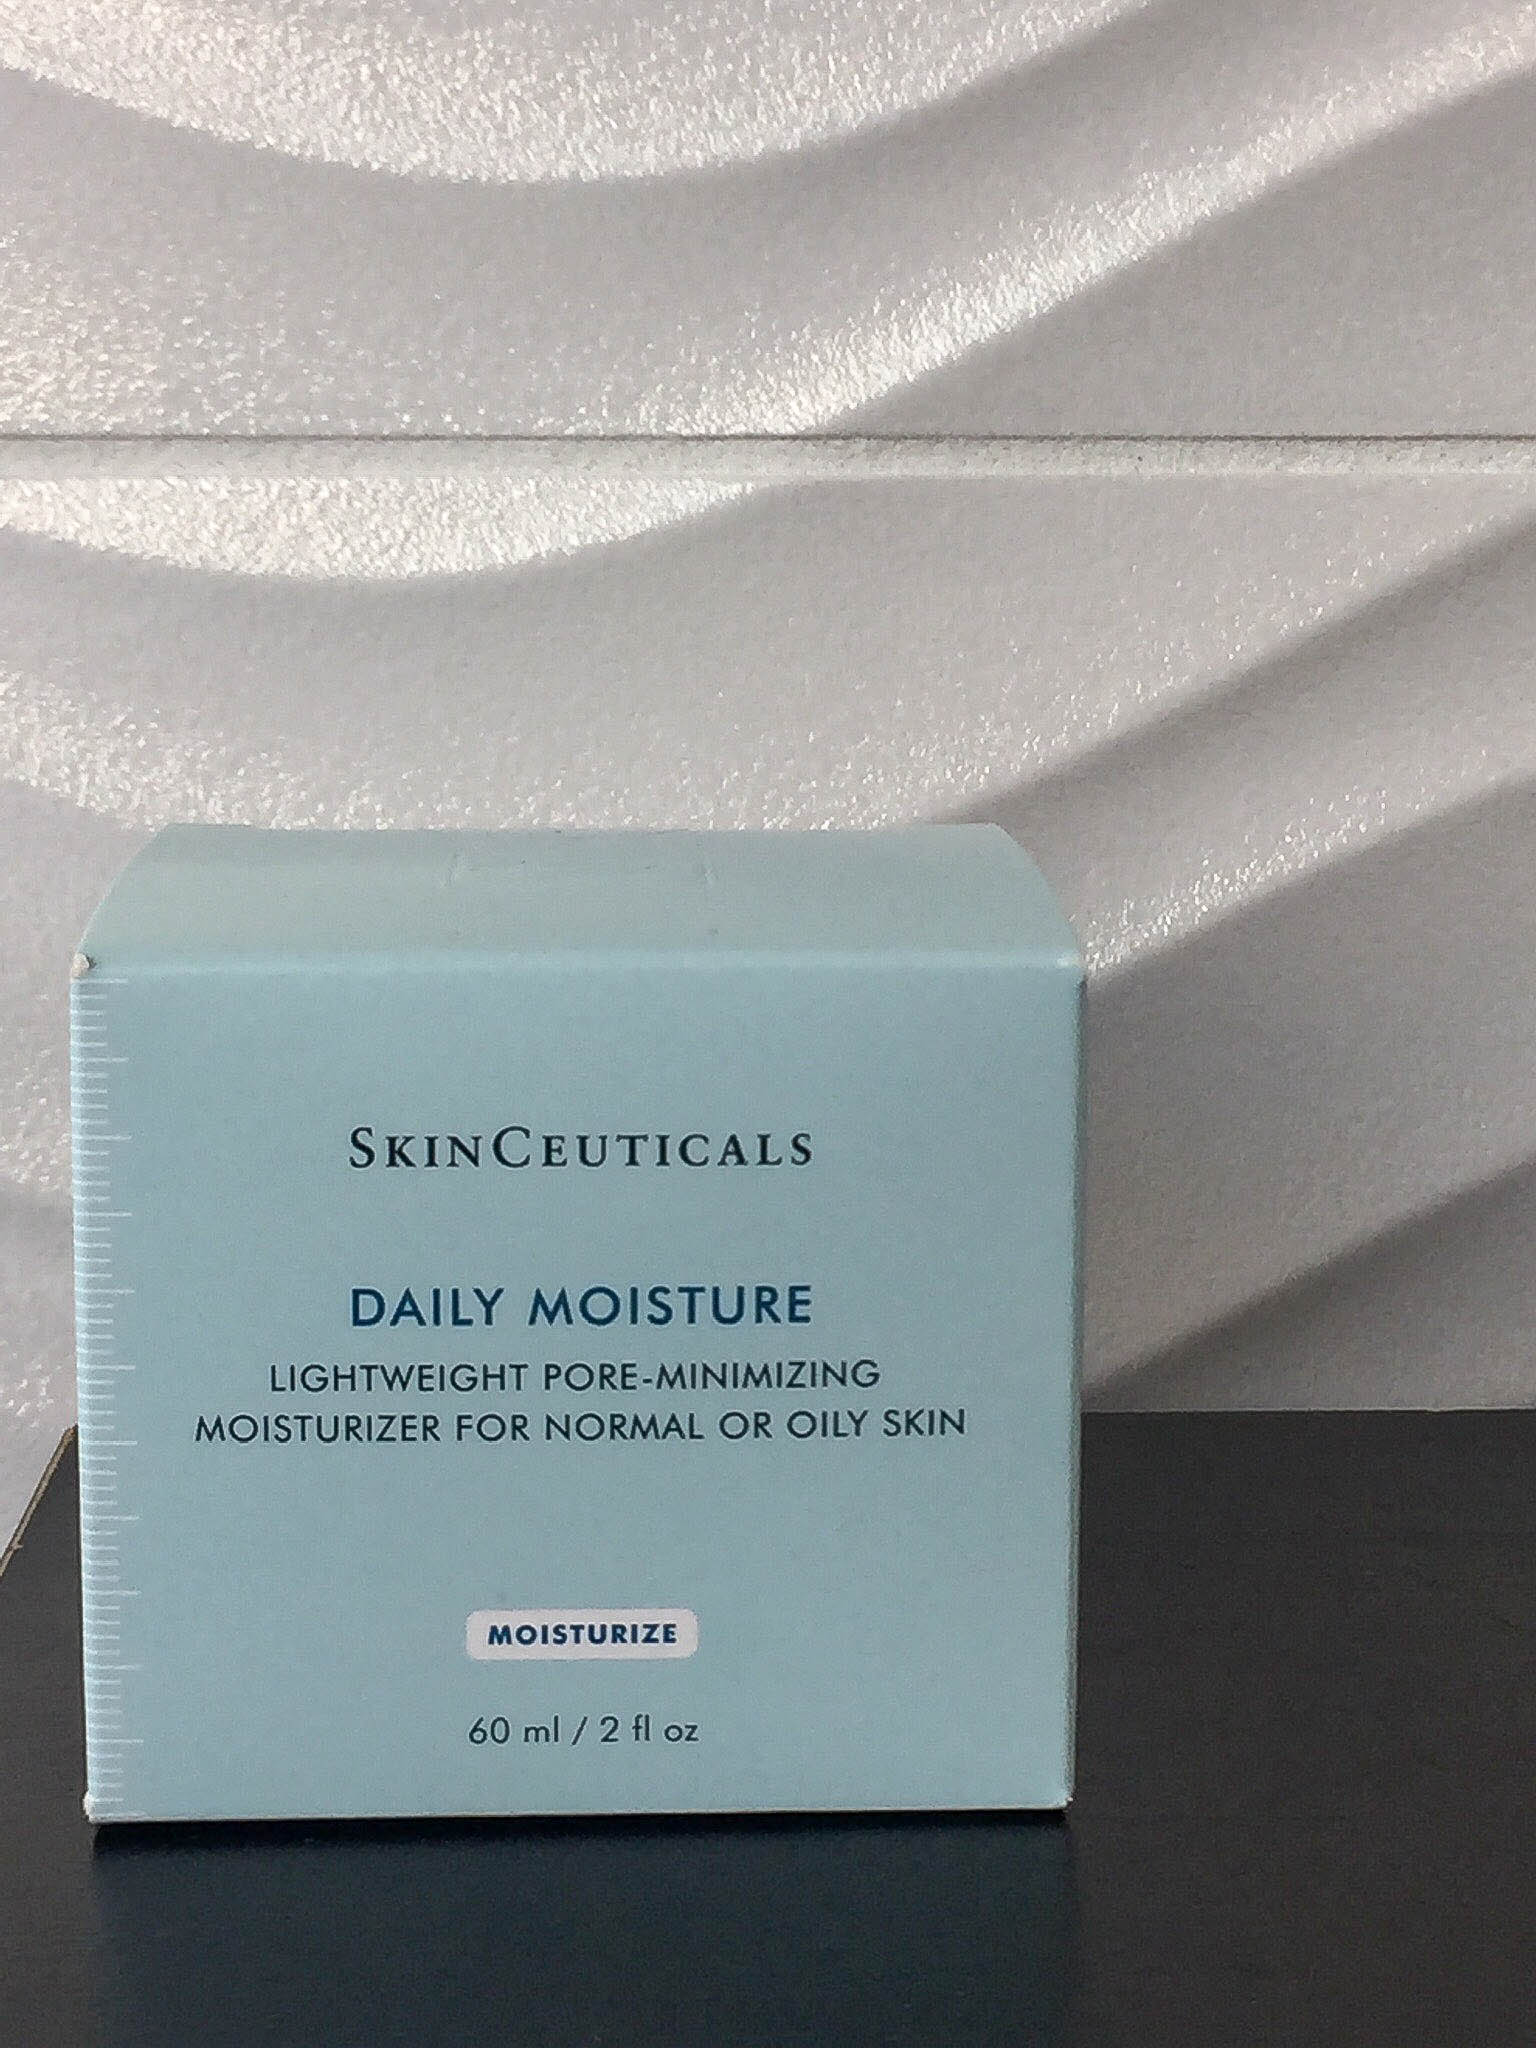 SKINCEUTICALS
DAILY MOISTURE
LIGHTWEIGHT PORE-MINIMIZING
MOISTURIZER FOR NORMAL OR OILY SKIN
MOISTURIZE
60 ml / 2 fl oz